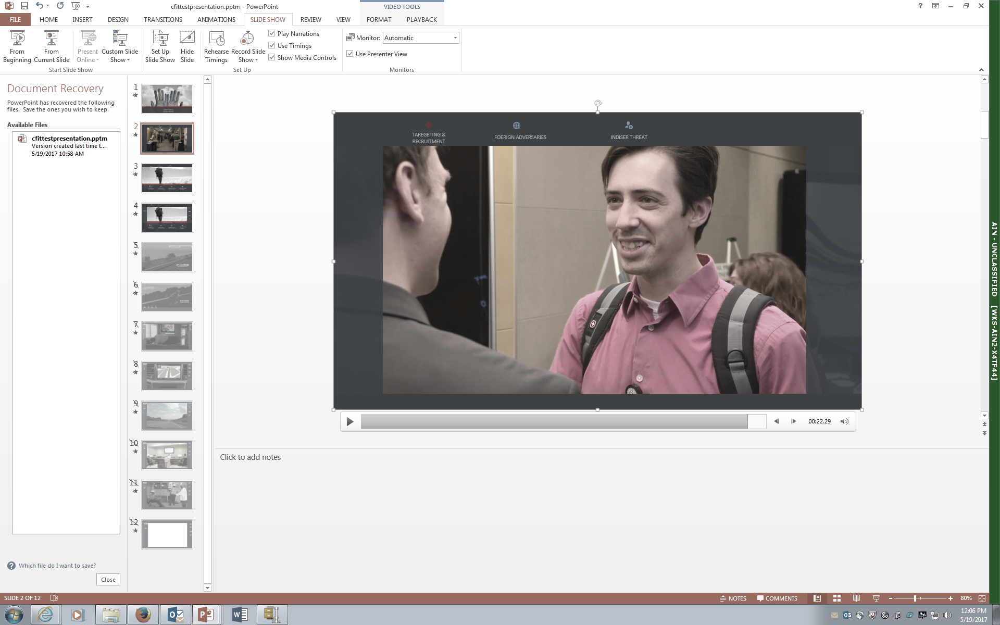 cfittestpresentation.pptm - PowerPoint
VIDEO TOOLS
FILE
HOME
INSERT
DESIGN
TRANSITIONS
ANIMATIONS
SLIDE SHOW
REVIEW
VIEW
FORMAT
PLAYBACK
From Beginning
From Current Slide
Present Online
Custom Slide Show
Start Slide Show
Set Up Slide Show
Hide Slide
Rehearse Timings
Record Slide Show
Play Narrations
Use Timings
Show Media Controls
Set Up
Monitor: Automatic
Use Presenter View
Monitors
Document Recovery
PowerPoint has recovered the following
files. Save the ones you wish to keep.
Available Files
cfittestpresentation.pptm
Version created last time t...
5/19/2017 10:58 AM
Which file do I want to save?
Close
1
2
3
4
5
6
7
8
9
10
11
12
TAREGETING &
RECRUITMENT
FOERIGN ADVERSARIES
INDISER THREAT
00:22.29
Click to add notes
AIN - UNCLASSIFIED [WKS-AIN2-X4TF44]
SLIDE 2 OF 12
NOTES
COMMENTS
80%
12:06 PM
5/19/2017